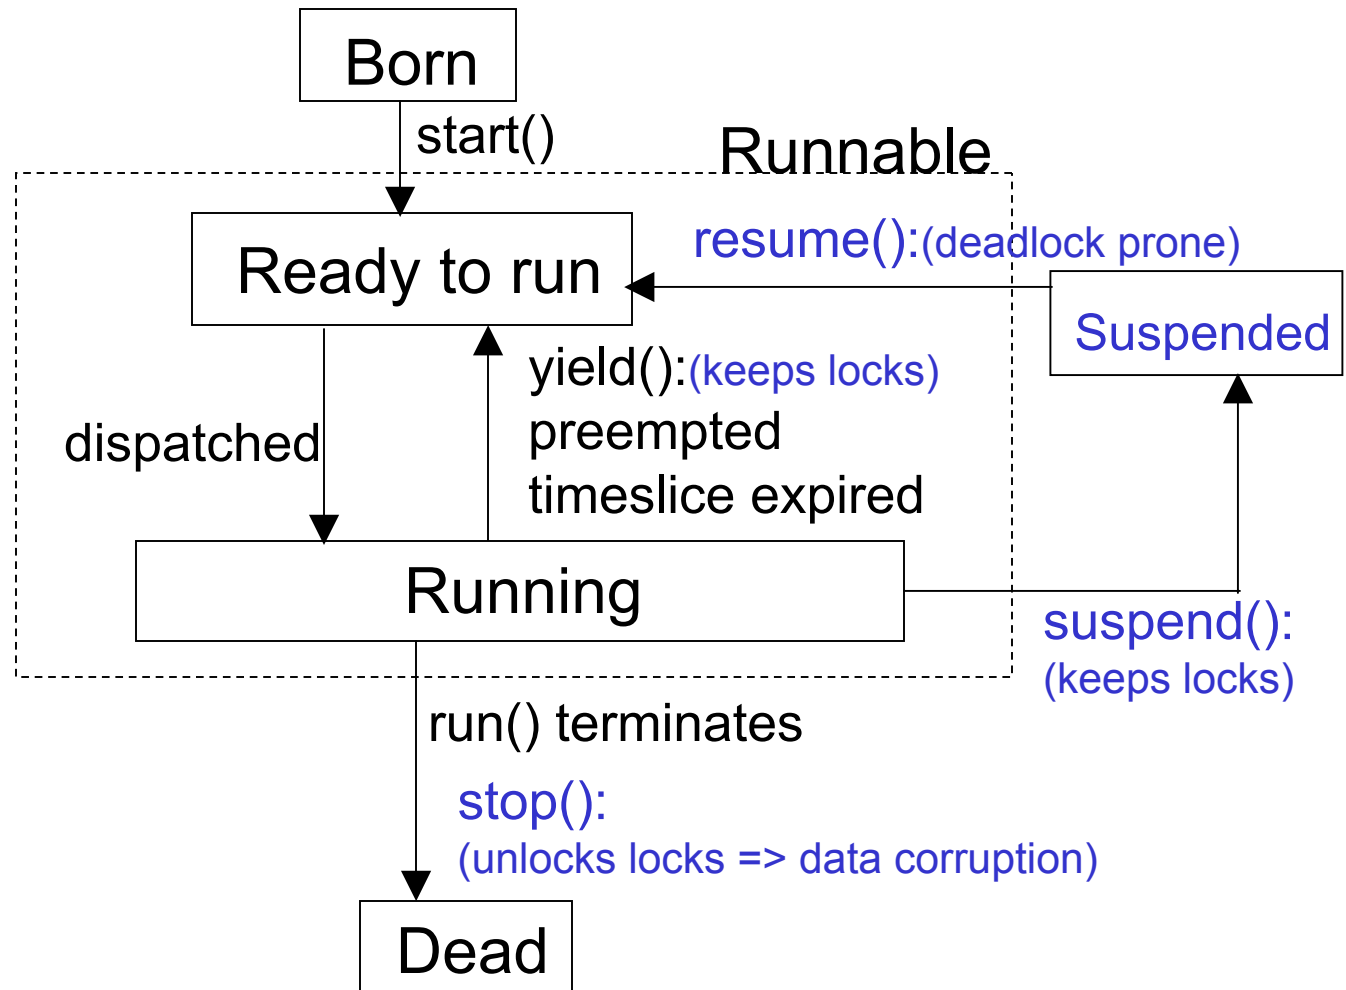 Born
start()
Runnable
Ready to run
resume():(deadlock prone)
Suspended
yield():(keeps locks)
preempted
timeslice expired
dispatched
Running
suspend():
(keeps locks)
run() terminates
stop():
(unlocks locks => data corruption)
Dead